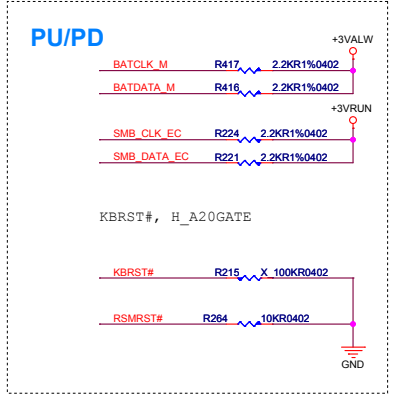 PU/PD
+3VALW
BATCLK_M R417 2.2KR1%0402
BATDATA_M R416 2.2KR1%0402
+3VRUN
SMB_CLK_EC R224 2.2KR1%0402
SMB_DATA_EC R221 2.2KR1%0402
KBRST#, H_A20GATE
KBRST# R215 X_100KR0402
RSMRST# R264 10KR0402
GND